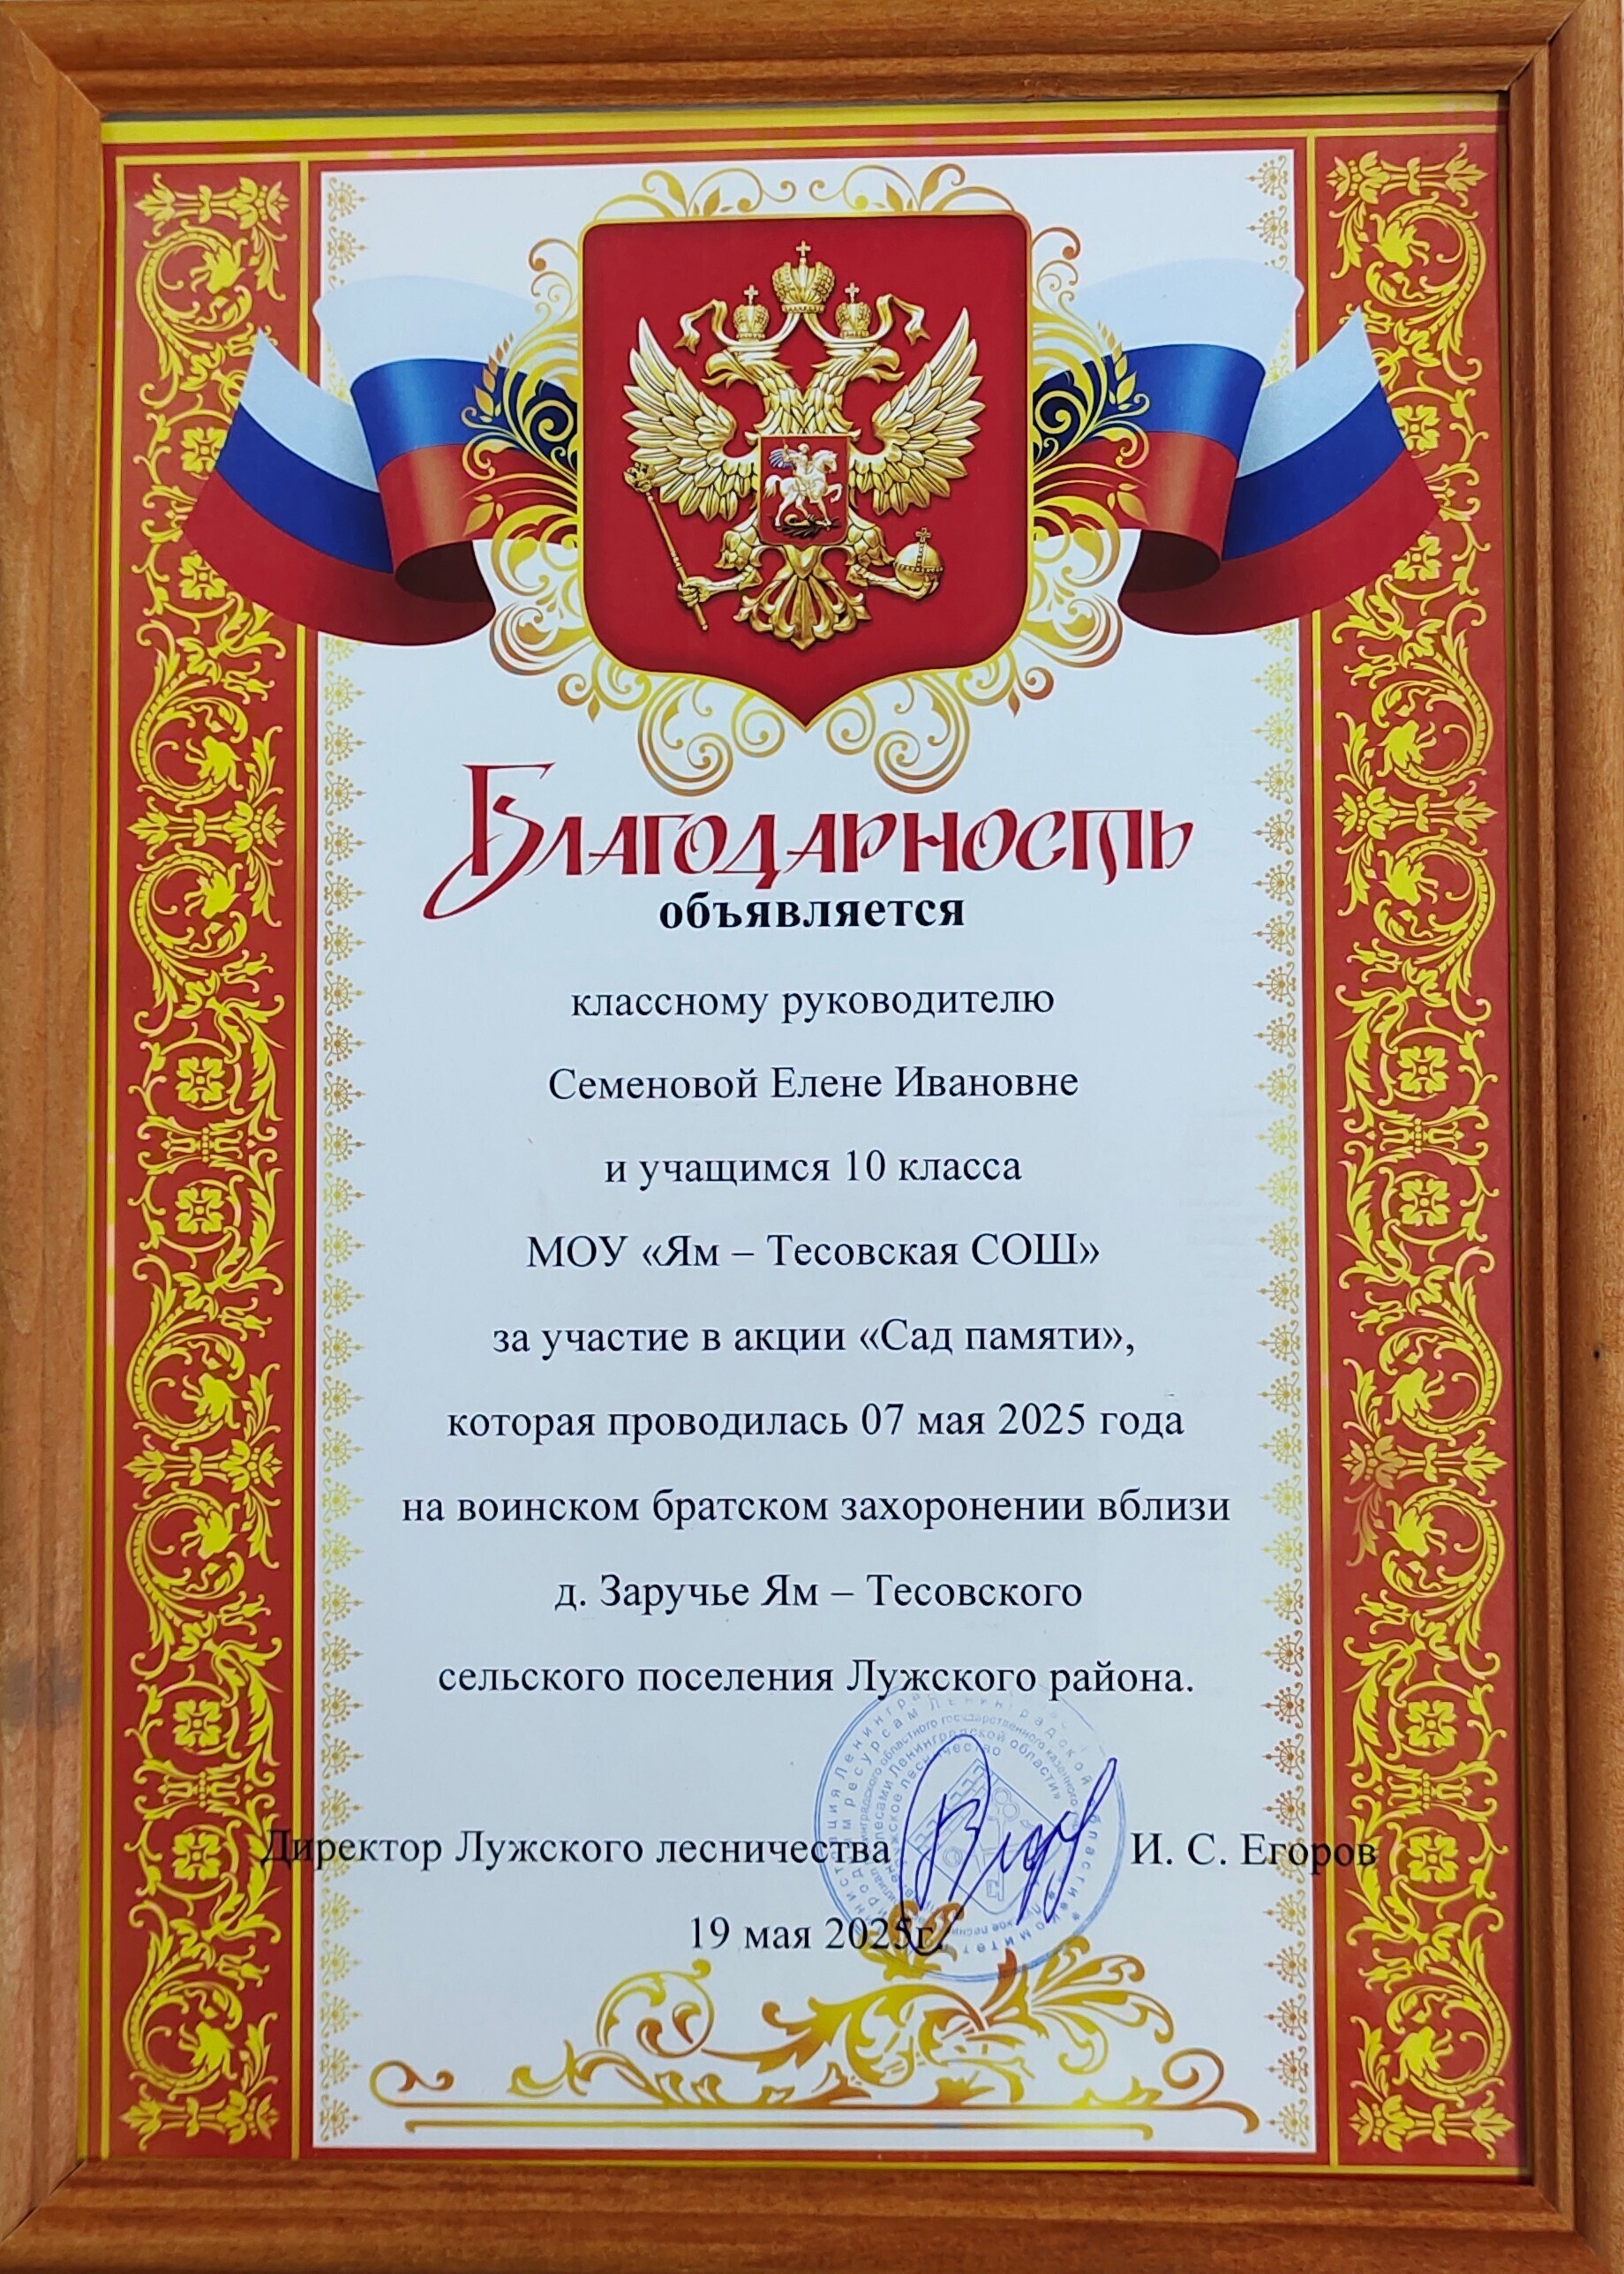 Благодарность
объявляется
классному руководителю
Семеновой Елене Ивановне
и учащимся 10 класса
МОУ «Ям – Тесовская СОШ»
за участие в акции «Сад памяти»,
которая проводилась 07 мая 2025 года
на воинском братском захоронении вблизи
д. Заручье Ям – Тесовского
сельского поселения Лужского района.
Директор Лужского лесничества И. С. Егоров
19 мая 2025г.